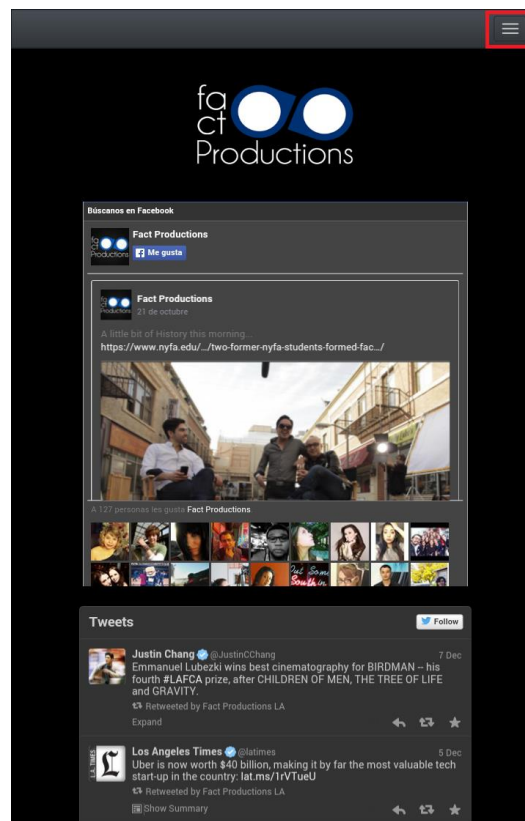 fa
ct
Productions
Búscanos en Facebook
Fact Productions
Me gusta
Fact Productions
21 de octubre
A little bit of History this morning...
https://www.nyfa.edu/.../two-former-nyfa-students-formed-fac.../
A 127 personas les gusta Fact Productions
Tweets
Follow
Justin Chang @JustinCChang 7 Dec
Emmanuel Lubezki wins best cinematography for BIRDMAN -- his
fourth #LAFCA prize, after CHILDREN OF MEN, THE TREE OF LIFE
and GRAVITY.
Retweeted by Fact Productions LA
Expand
Los Angeles Times @latimes 5 Dec
Uber is now worth $40 billion, making it by far the most valuable tech
start-up in the country: lat.ms/1rVTueU
Retweeted by Fact Productions LA
Show Summary